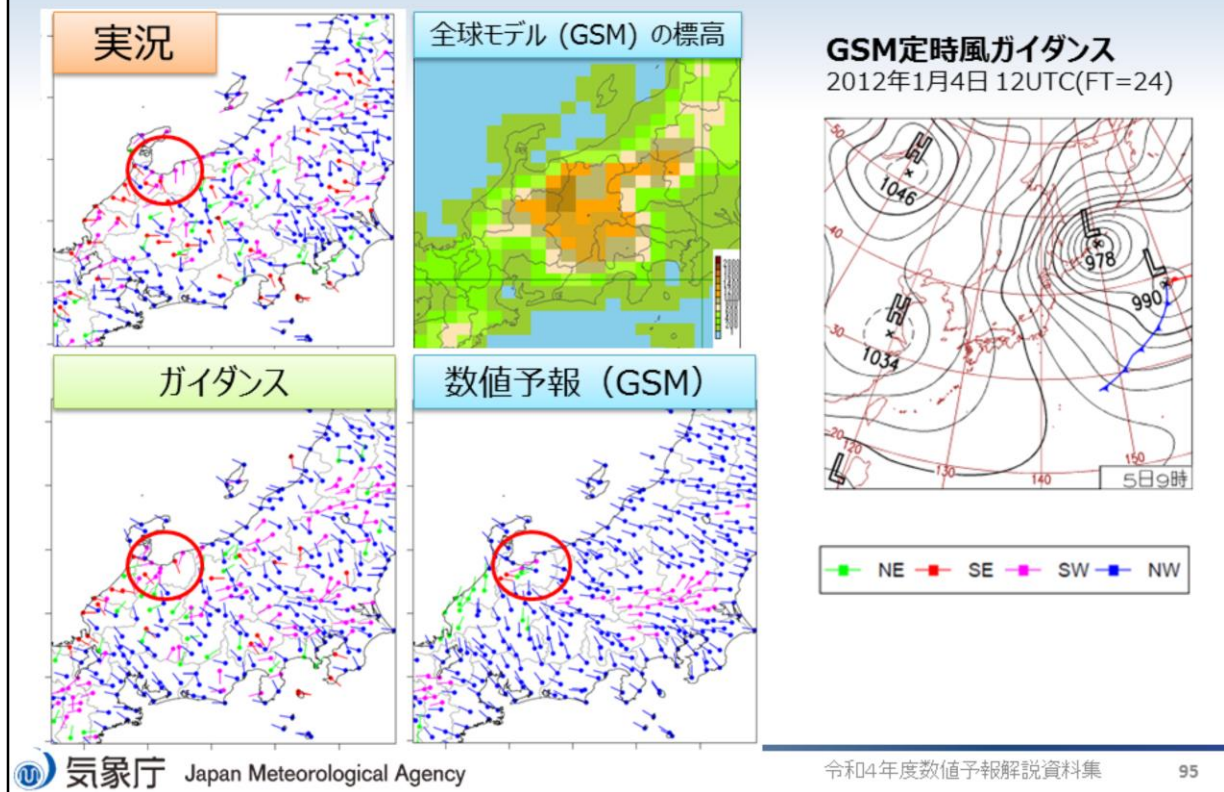 実況
全球モデル (GSM) の標高
GSM定時風ガイダンス
2012年1月4日 12UTC(FT=24)
50
H
1046
40
L
978
L
990
H
30
1034
20
120
130
140
150
L
5日9時
ガイダンス
数値予報（GSM）
NE SE SW NW
気象庁 Japan Meteorological Agency
令和4年度数値予報解説資料集
95